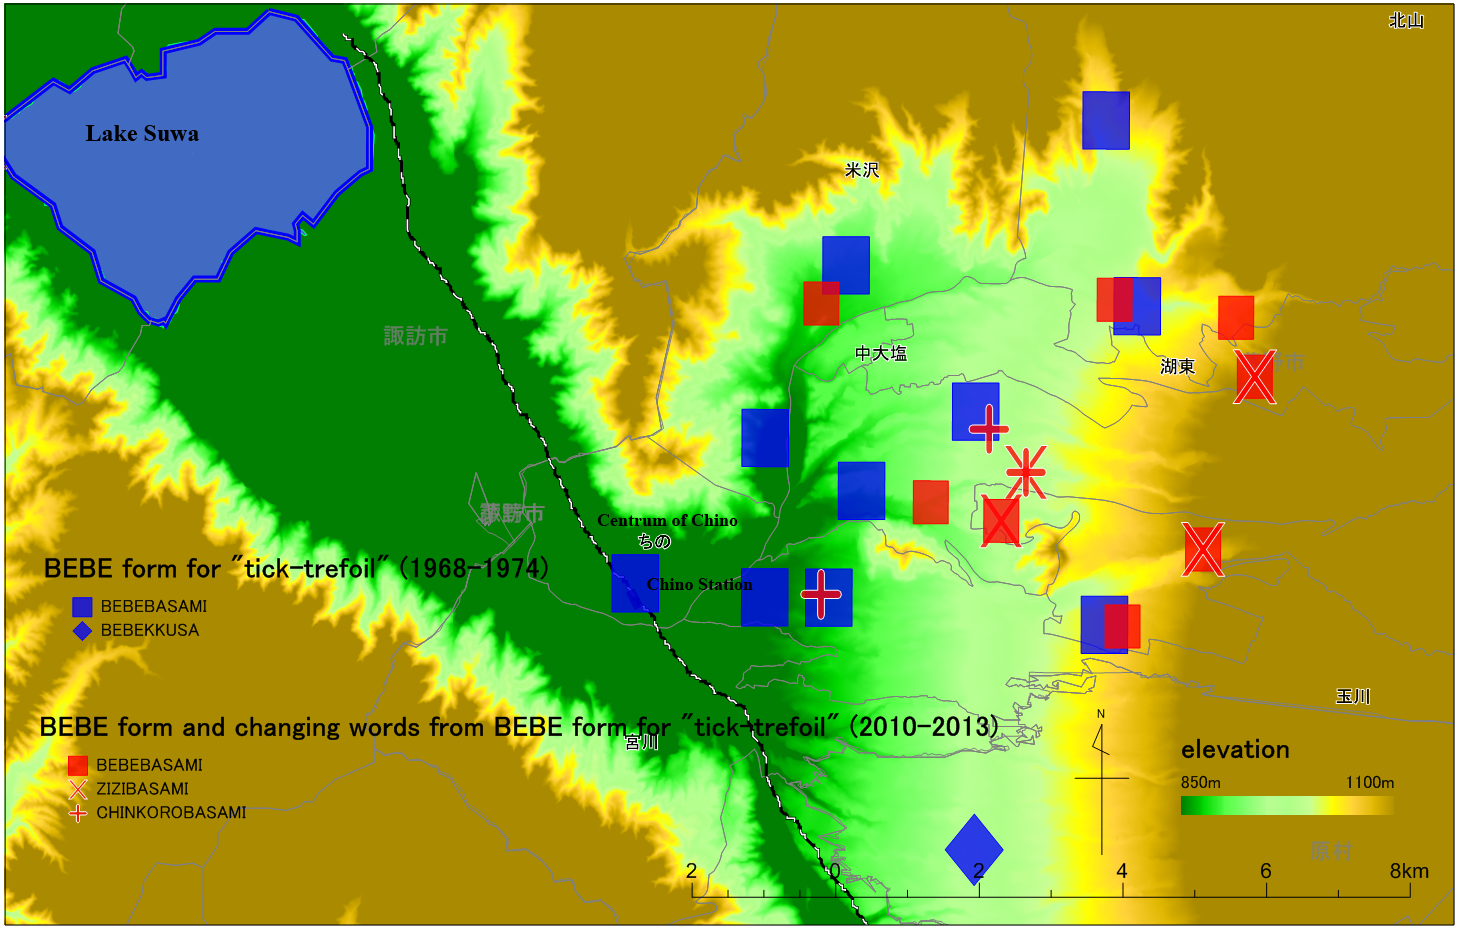 北山
Lake Suwa
米沢
諏訪市
中大塩
湖東
茅野市
Centrum of Chino
ちの
Chino Station
BEBE form for "tick-trefoil" (1968-1974)
BEBEBASAMI
BEBEKKUSA
玉川
BEBE form and changing words from BEBE form for "tick-trefoil" (2010-2013)
宮川
BEBEBASAMI
ZIZIBASAMI
CHINKOROBASAMI
N
elevation
850m 1100m
原村
2 0 2 4 6 8km